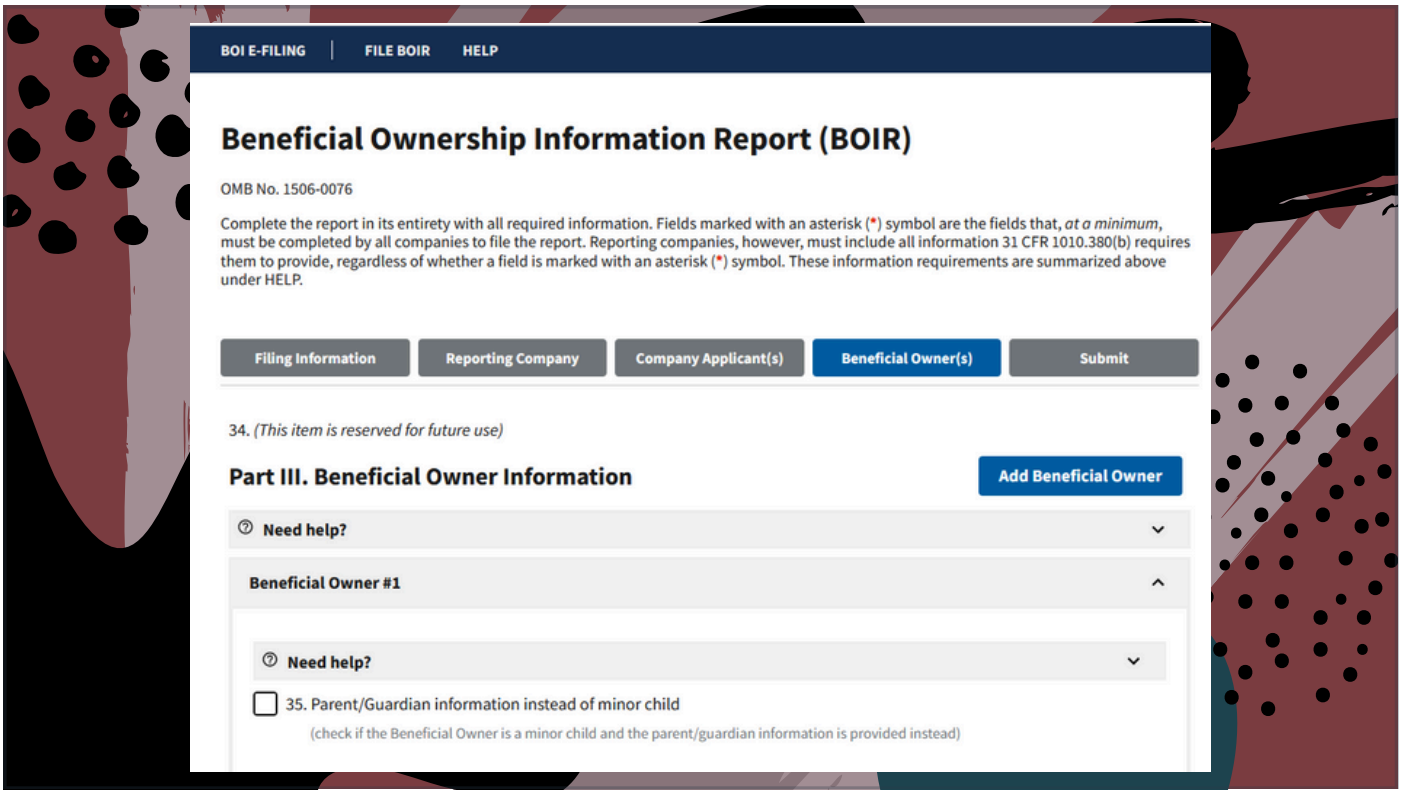 BOI E-FILING | FILE BOIR HELP
Beneficial Ownership Information Report (BOIR)
OMB No. 1506-0076
Complete the report in its entirety with all required information. Fields marked with an asterisk (*) symbol are the fields that, at a minimum,
must be completed by all companies to file the report. Reporting companies, however, must include all information 31 CFR 1010.380(b) requires
them to provide, regardless of whether a field is marked with an asterisk (*) symbol. These information requirements are summarized above
under HELP.
Filing Information Reporting Company Company Applicant(s) Beneficial Owner(s) Submit
34. (This item is reserved for future use)
Part III. Beneficial Owner Information Add Beneficial Owner
Need help?
Beneficial Owner #1
Need help?
35. Parent/Guardian information instead of minor child
(check if the Beneficial Owner is a minor child and the parent/guardian information is provided instead)